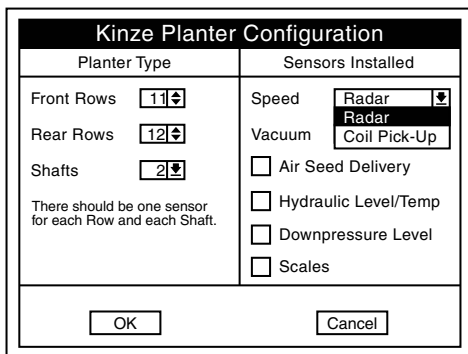 Kinze Planter Configuration
Planter Type
Front Rows 11
Rear Rows 12
Shafts 2
There should be one sensor
for each Row and each Shaft.
Sensors Installed
Speed Radar
Radar
Vacuum Coil Pick-Up
Air Seed Delivery
Hydraulic Level/Temp
Downpressure Level
Scales
OK
Cancel